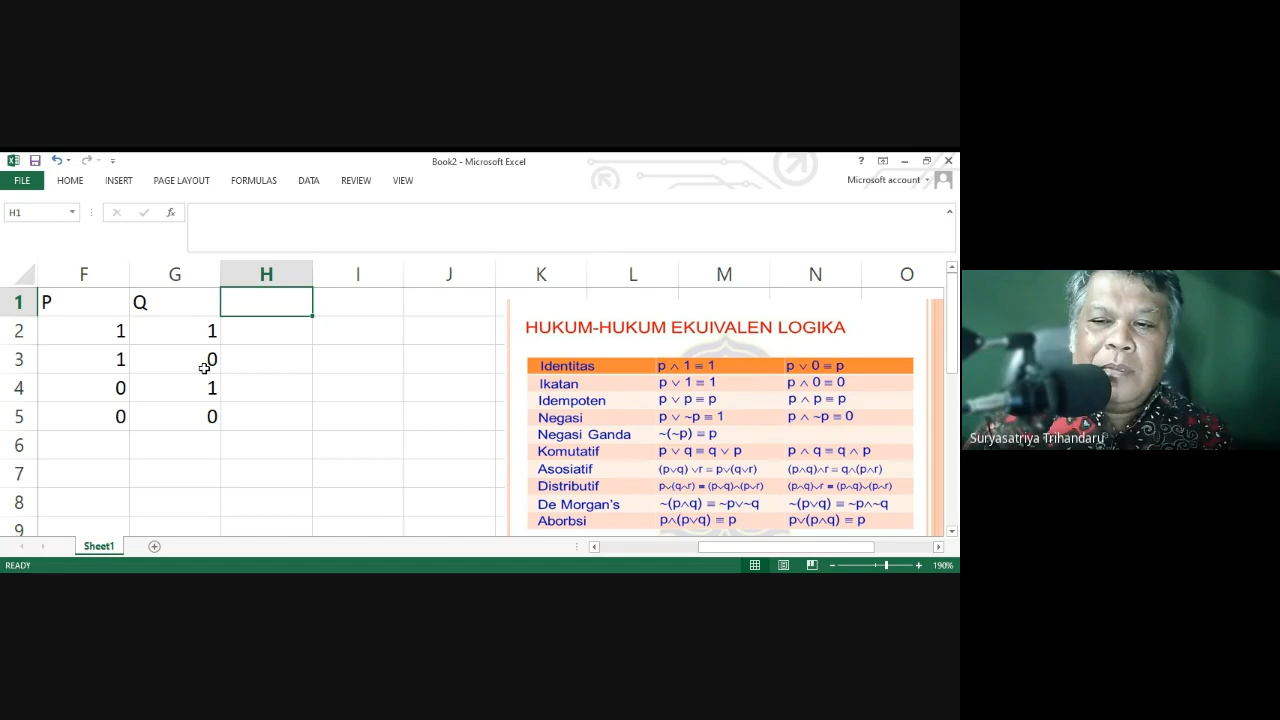 Book2 - Microsoft Excel
?
FILE HOME INSERT PAGE LAYOUT FORMULAS DATA REVIEW VIEW
Microsoft account
H1
fx
F G H I J K L M N O
1 P Q
2 1 1
3 1 0
4 0 1
5 0 0
6
7
8
9
HUKUM-HUKUM EKUIVALEN LOGIKA
Identitas p ∧ 1 ≡ 1 p ∨ 0 ≡ p
Ikatan p ∨ 1 ≡ 1 p ∧ 0 ≡ 0
Idempoten p ∨ p ≡ p p ∧ p ≡ p
Negasi p ∨ ~p ≡ 1 p ∧ ~p ≡ 0
Negasi Ganda ~(~p) ≡ p
Komutatif p ∨ q ≡ q ∨ p p ∧ q ≡ q ∧ p
Asosiatif (p∨q) ∨r ≡ p∨(q∨r) (p∧q)∧r ≡ q∧(p∧r)
Distributif p∨(q∧r) ≡ (p∨q)∧(p∨r) (p∧q)∨r ≡ (p∧q)∨(p∧r)
De Morgan's ~(p∧q) ≡ ~p∨~q ~(p∨q) ≡ ~p∧~q
Aborbsi p∧(p∨q) ≡ p p∨(p∧q) ≡ p
Suryasatriya Trihandaru
Sheet1
READY
190%